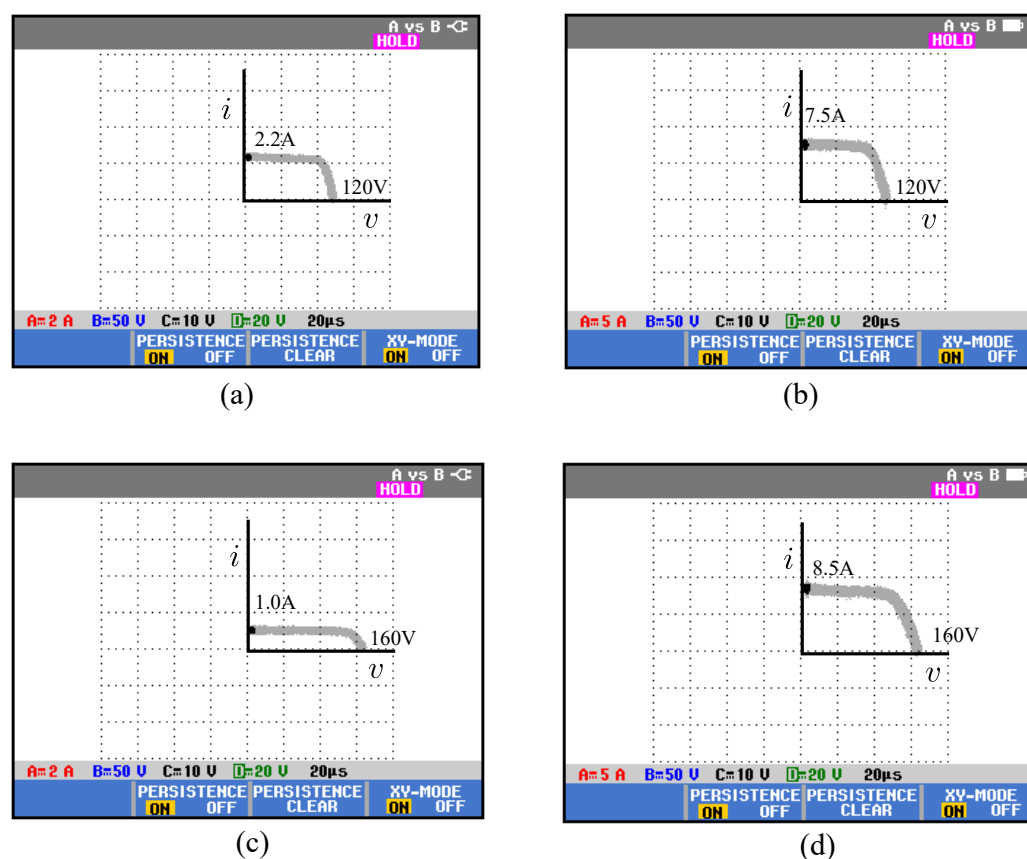 A vs B
HOLD
i
2.2A
120V
v
A≂2 A B≂50 V C≂10 V D≂20 V 20µs
PERSISTENCE PERSISTENCE XY-MODE
ON OFF CLEAR ON OFF
(a)
A vs B
HOLD
i
7.5A
120V
v
A≂5 A B≂50 V C≂10 V D≂20 V 20µs
PERSISTENCE PERSISTENCE XY-MODE
ON OFF CLEAR ON OFF
(b)
A vs B
HOLD
i
1.0A
160V
v
A≂2 A B≂50 V C≂10 V D≂20 V 20µs
PERSISTENCE PERSISTENCE XY-MODE
ON OFF CLEAR ON OFF
(c)
A vs B
HOLD
i
8.5A
160V
v
A≂5 A B≂50 V C≂10 V D≂20 V 20µs
PERSISTENCE PERSISTENCE XY-MODE
ON OFF CLEAR ON OFF
(d)